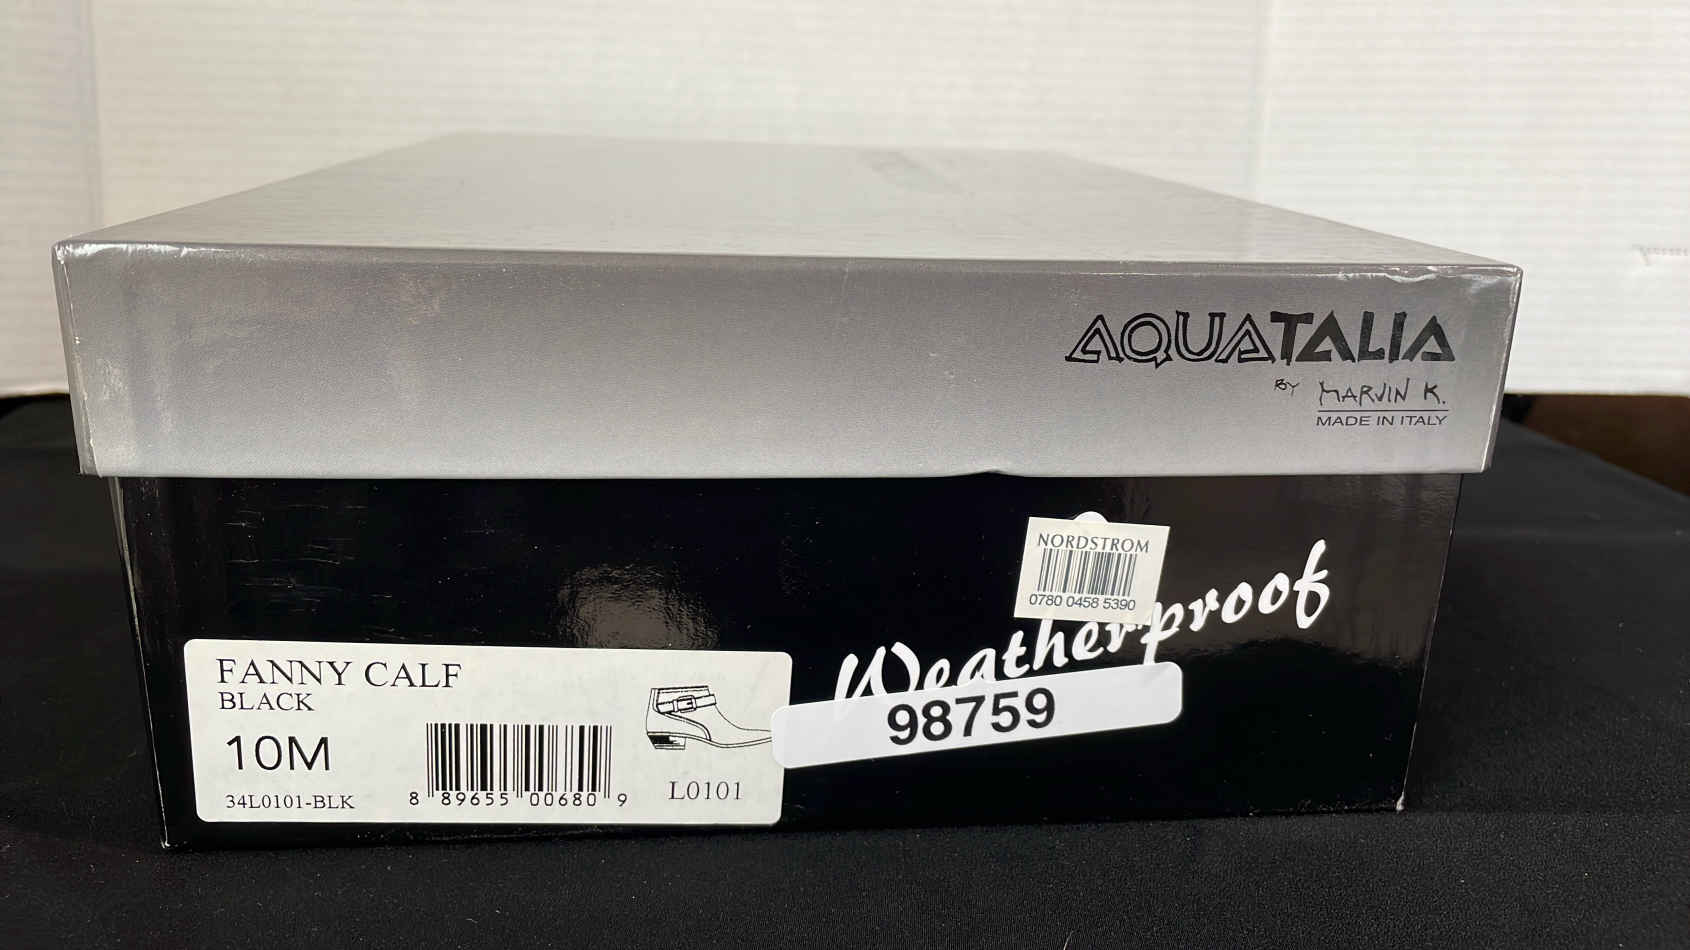 AQUATALIA
BY MARVIN K.
MADE IN ITALY
NORDSTROM
0780 0458 5390
Weatherproof
98759
FANNY CALF
BLACK
10M
34L0101-BLK
8 89655 00680 9
L0101